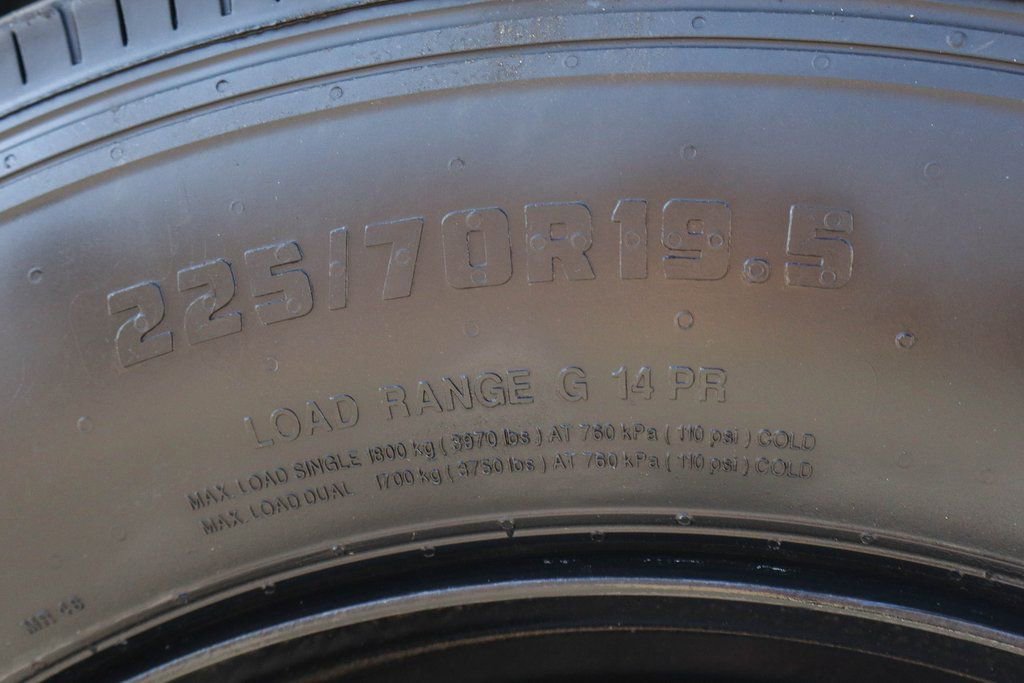 225/70R19.5
LOAD RANGE G 14 PR
MAX. LOAD SINGLE 1800 kg ( 3970 lbs ) AT 760 kPa ( 110 psi ) COLD
MAX. LOAD DUAL 1700 kg ( 3750 lbs ) AT 760 kPa ( 110 psi ) COLD